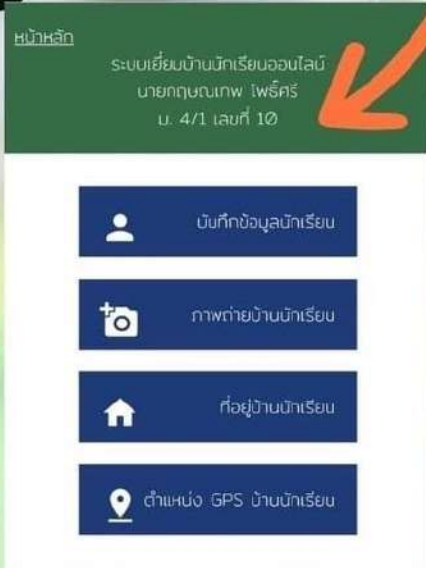 หน้าหลัก
ระบบเยี่ยมบ้านนักเรียนออนไลน์
นายกฤษณเทพ โพธิ์ศรี
ม. 4/1 เลขที่ 10
บันทึกข้อมูลนักเรียน
ภาพถ่ายบ้านนักเรียน
ที่อยู่บ้านนักเรียน
ตำแหน่ง GPS บ้านนักเรียน